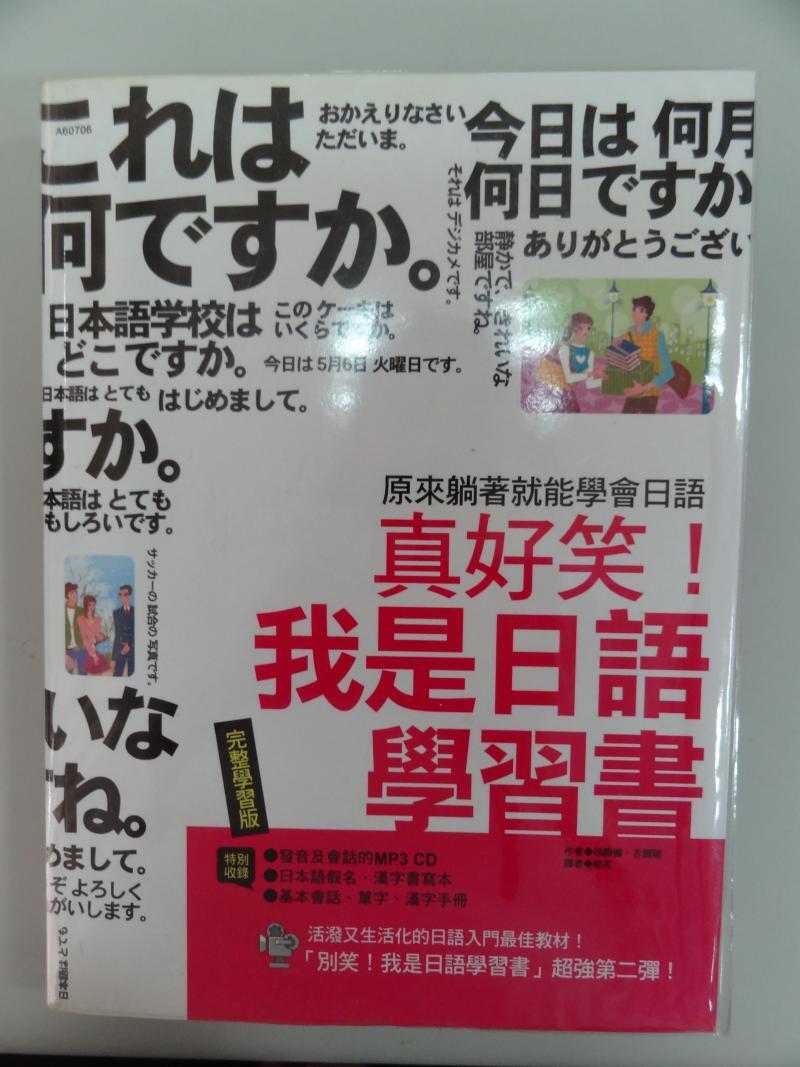 A60706
これは
何ですか。
おかえりなさい
ただいま。
今日は 何月
何日ですか
それは デジカメです。
静かで、きれいな
部屋ですね。
ありがとうござい
日本語学校は
どこですか。
この ケーキは
いくらですか。
今日は 5月6日 火曜日です。
日本語は とても
はじめまして。
すか。
本語は とても
もしろいです。
サッカーの 試合の 写真です。
いな
ね。
めまして。
ぞ よろしく
がいします。
原來躺著就能學會日語
真好笑！
我是日語
學習書
完整學習版
特別
收錄
●發音及會話的MP3 CD
●日本語假名、漢字書寫本
●基本會話、單字、漢字手冊
作者◆
譯者◆
活潑又生活化的日語入門最佳教材！
「別笑！我是日語學習書」超強第二彈！